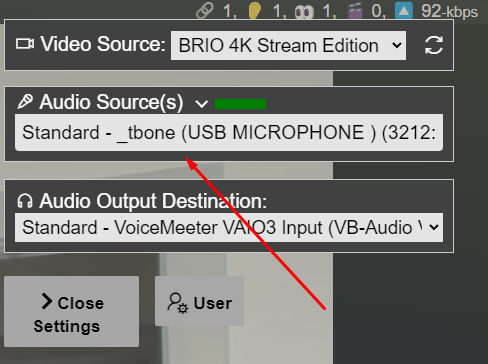 1, 1, 1, 0, 92-kbps
Video Source: BRIO 4K Stream Edition
Audio Source(s)
Standard - _tbone (USB MICROPHONE ) (3212:
Audio Output Destination:
Standard - VoiceMeeter VAIO3 Input (VB-Audio
Close User
Settings